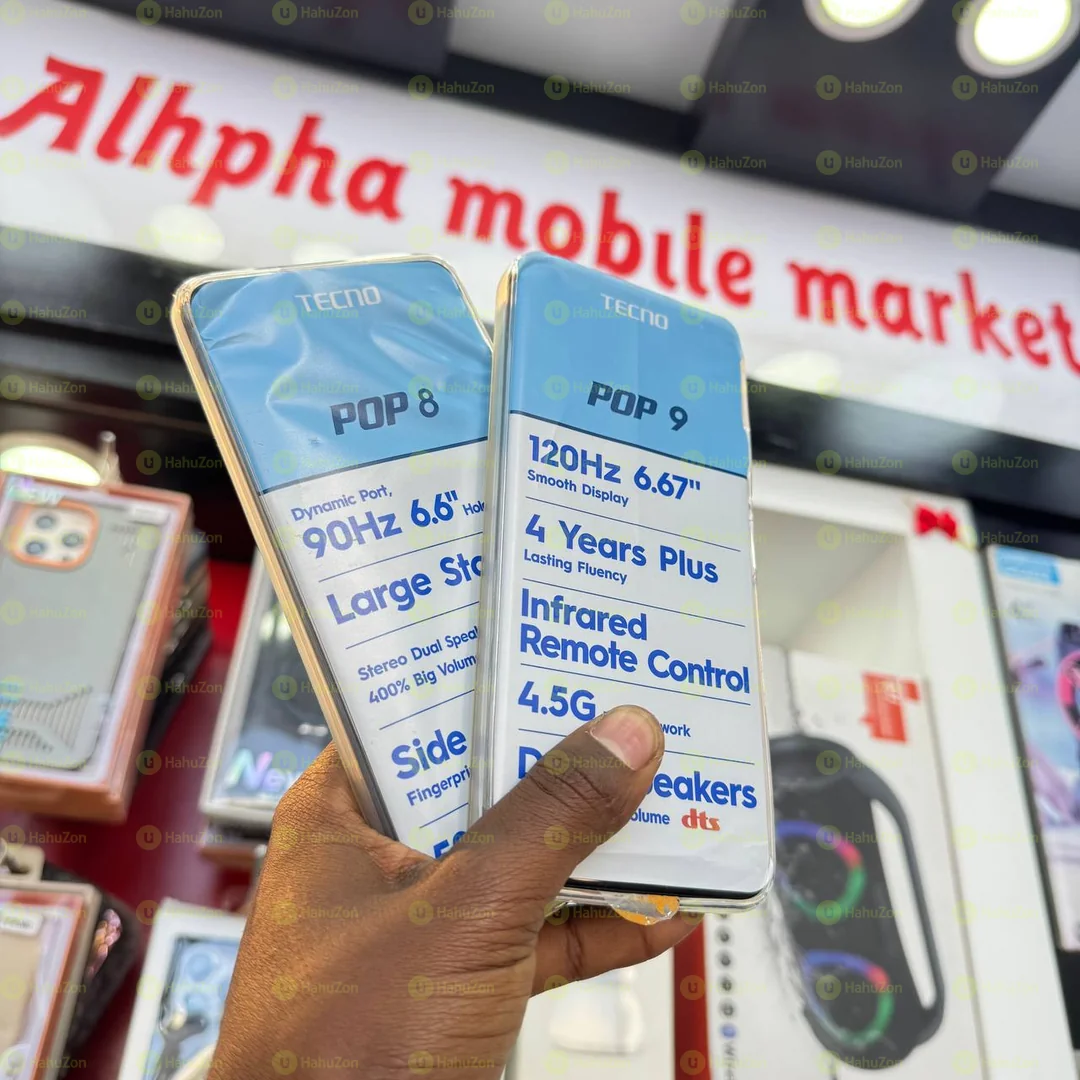 Alhpha mobile market
TECNO
POP 8
Dynamic Port,
90Hz 6.6"
Large
Stereo Dual
400% Big
Side
TECNO
POP 9
120Hz 6.67"
Smooth Display
4 Years Plus
Lasting Fluency
Infrared
Remote Control
4.5G
dts
HahuZon